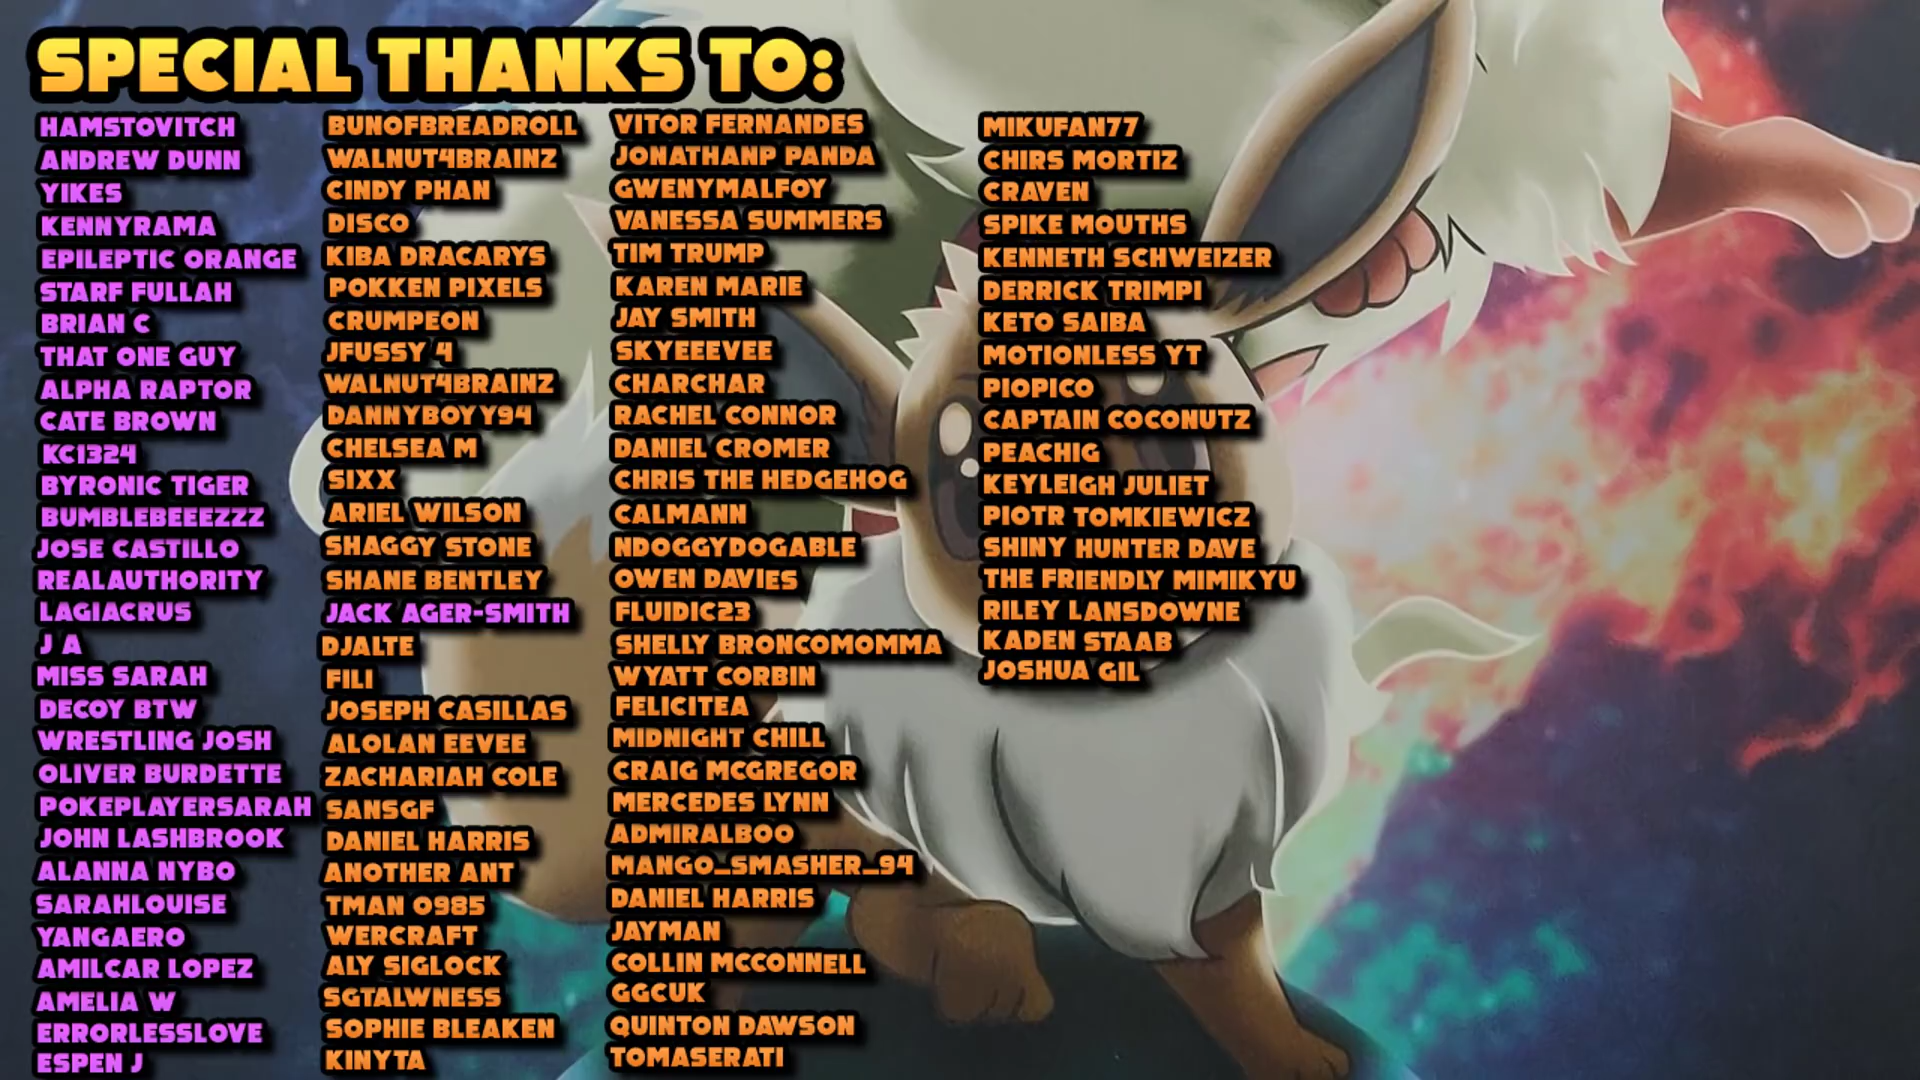 SPECIAL THANKS TO:
HAMSTOVITCH
ANDREW DUNN
YIKES
KENNYRAMA
EPILEPTIC ORANGE
STARF FULLAH
BRIAN C
THAT ONE GUY
ALPHA RAPTOR
CATE BROWN
KC1324
BYRONIC TIGER
BUMBLEBEEEZZZ
JOSE CASTILLO
REALAUTHORITY
LAGIACRUS
J A
MISS SARAH
DECOY BTW
WRESTLING JOSH
OLIVER BURDETTE
POKEPLAYERSARAH
JOHN LASHBROOK
ALANNA NYBO
SARAHLOUISE
YANGAERO
AMILCAR LOPEZ
AMELIA W
ERRORLESSLOVE
ESPEN J
BUNOFBREADROLL
WALNUT4BRAINZ
CINDY PHAN
DISCO
KIBA DRACARYS
POKKEN PIXELS
CRUMPEON
JFUSSY 4
WALNUT4BRAINZ
DANNYBOYY94
CHELSEA M
SIXX
ARIEL WILSON
SHAGGY STONE
SHANE BENTLEY
JACK AGER-SMITH
DJALTE
FILI
JOSEPH CASILLAS
ALOLAN EEVEE
ZACHARIAH COLE
SANSGF
DANIEL HARRIS
ANOTHER ANT
TMAN 0985
WERCRAFT
ALY SIGLOCK
SGTALWNESS
SOPHIE BLEAKEN
KINYTA
VITOR FERNANDES
JONATHANP PANDA
GWENYMALFOY
VANESSA SUMMERS
TIM TRUMP
KAREN MARIE
JAY SMITH
SKYEEEVEE
CHARCHAR
RACHEL CONNOR
DANIEL CROMER
CHRIS THE HEDGEHOG
CALMANN
NDOGGYDOGABLE
OWEN DAVIES
FLUIDIC23
SHELLY BRONCOMOMMA
WYATT CORBIN
FELICITEA
MIDNIGHT CHILL
CRAIG MCGREGOR
MERCEDES LYNN
ADMIRALBOO
MANGO_SMASHER_94
DANIEL HARRIS
JAYMAN
COLLIN MCCONNELL
GGCUK
QUINTON DAWSON
TOMASERATI
MIKUFAN77
CHIRS MORTIZ
CRAVEN
SPIKE MOUTHS
KENNETH SCHWEIZER
DERRICK TRIMPI
KETO SAIBA
MOTIONLESS YT
PIOPICO
CAPTAIN COCONUTZ
PEACHIG
KEYLEIGH JULIET
PIOTR TOMKIEWICZ
SHINY HUNTER DAVE
THE FRIENDLY MIMIKYU
RILEY LANSDOWNE
KADEN STAAB
JOSHUA GIL